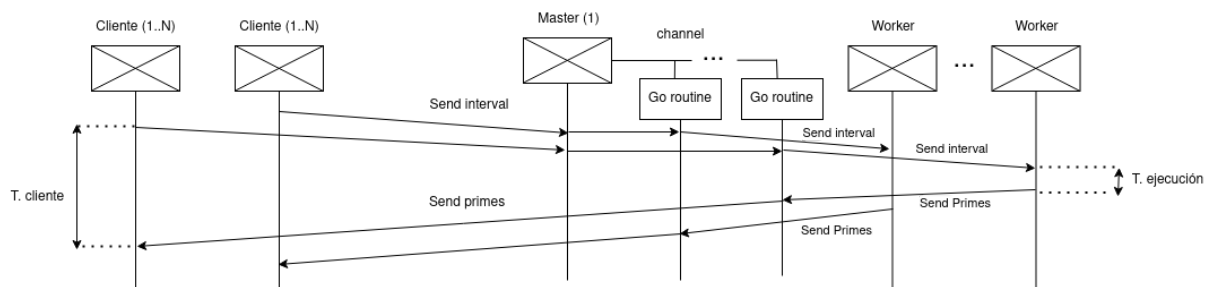 Cliente (1..N)
Cliente (1..N)
Master (1)
channel
...
Worker
...
Worker
Go routine
Go routine
Send interval
Send interval
Send interval
T. cliente
T. ejecución
Send primes
Send Primes
Send Primes